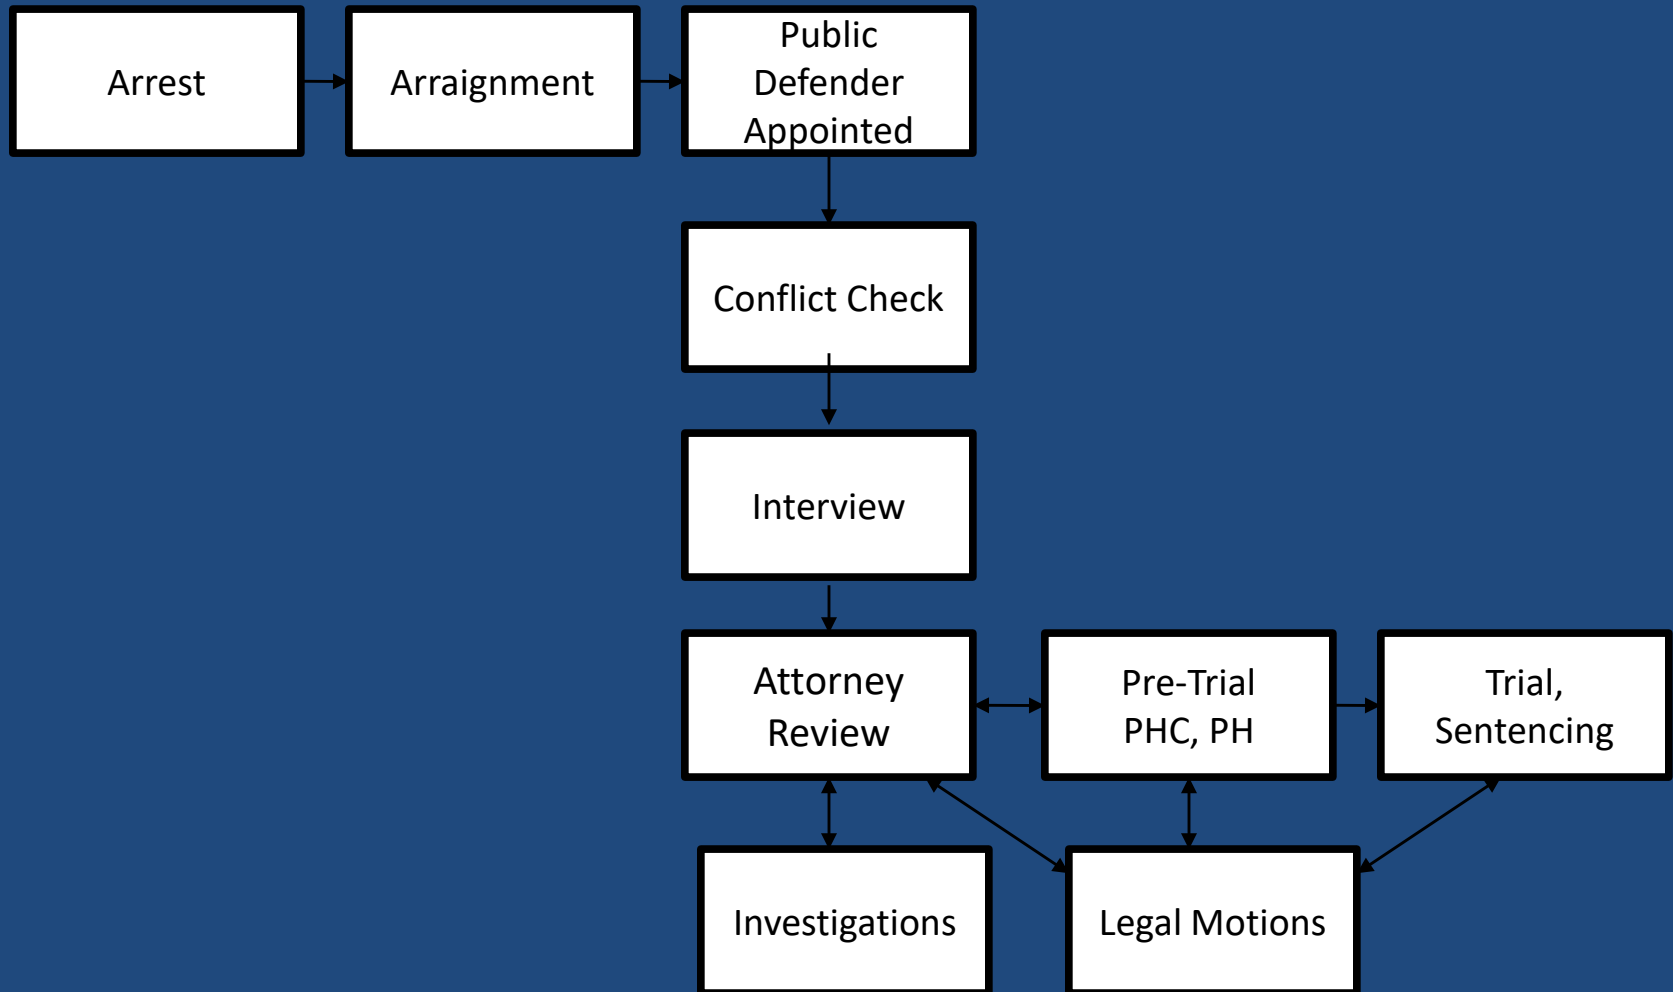 Arrest
Arraignment
Public
Defender
Appointed
Conflict Check
Interview
Attorney
Review
Pre-Trial
PHC, PH
Trial,
Sentencing
Investigations
Legal Motions